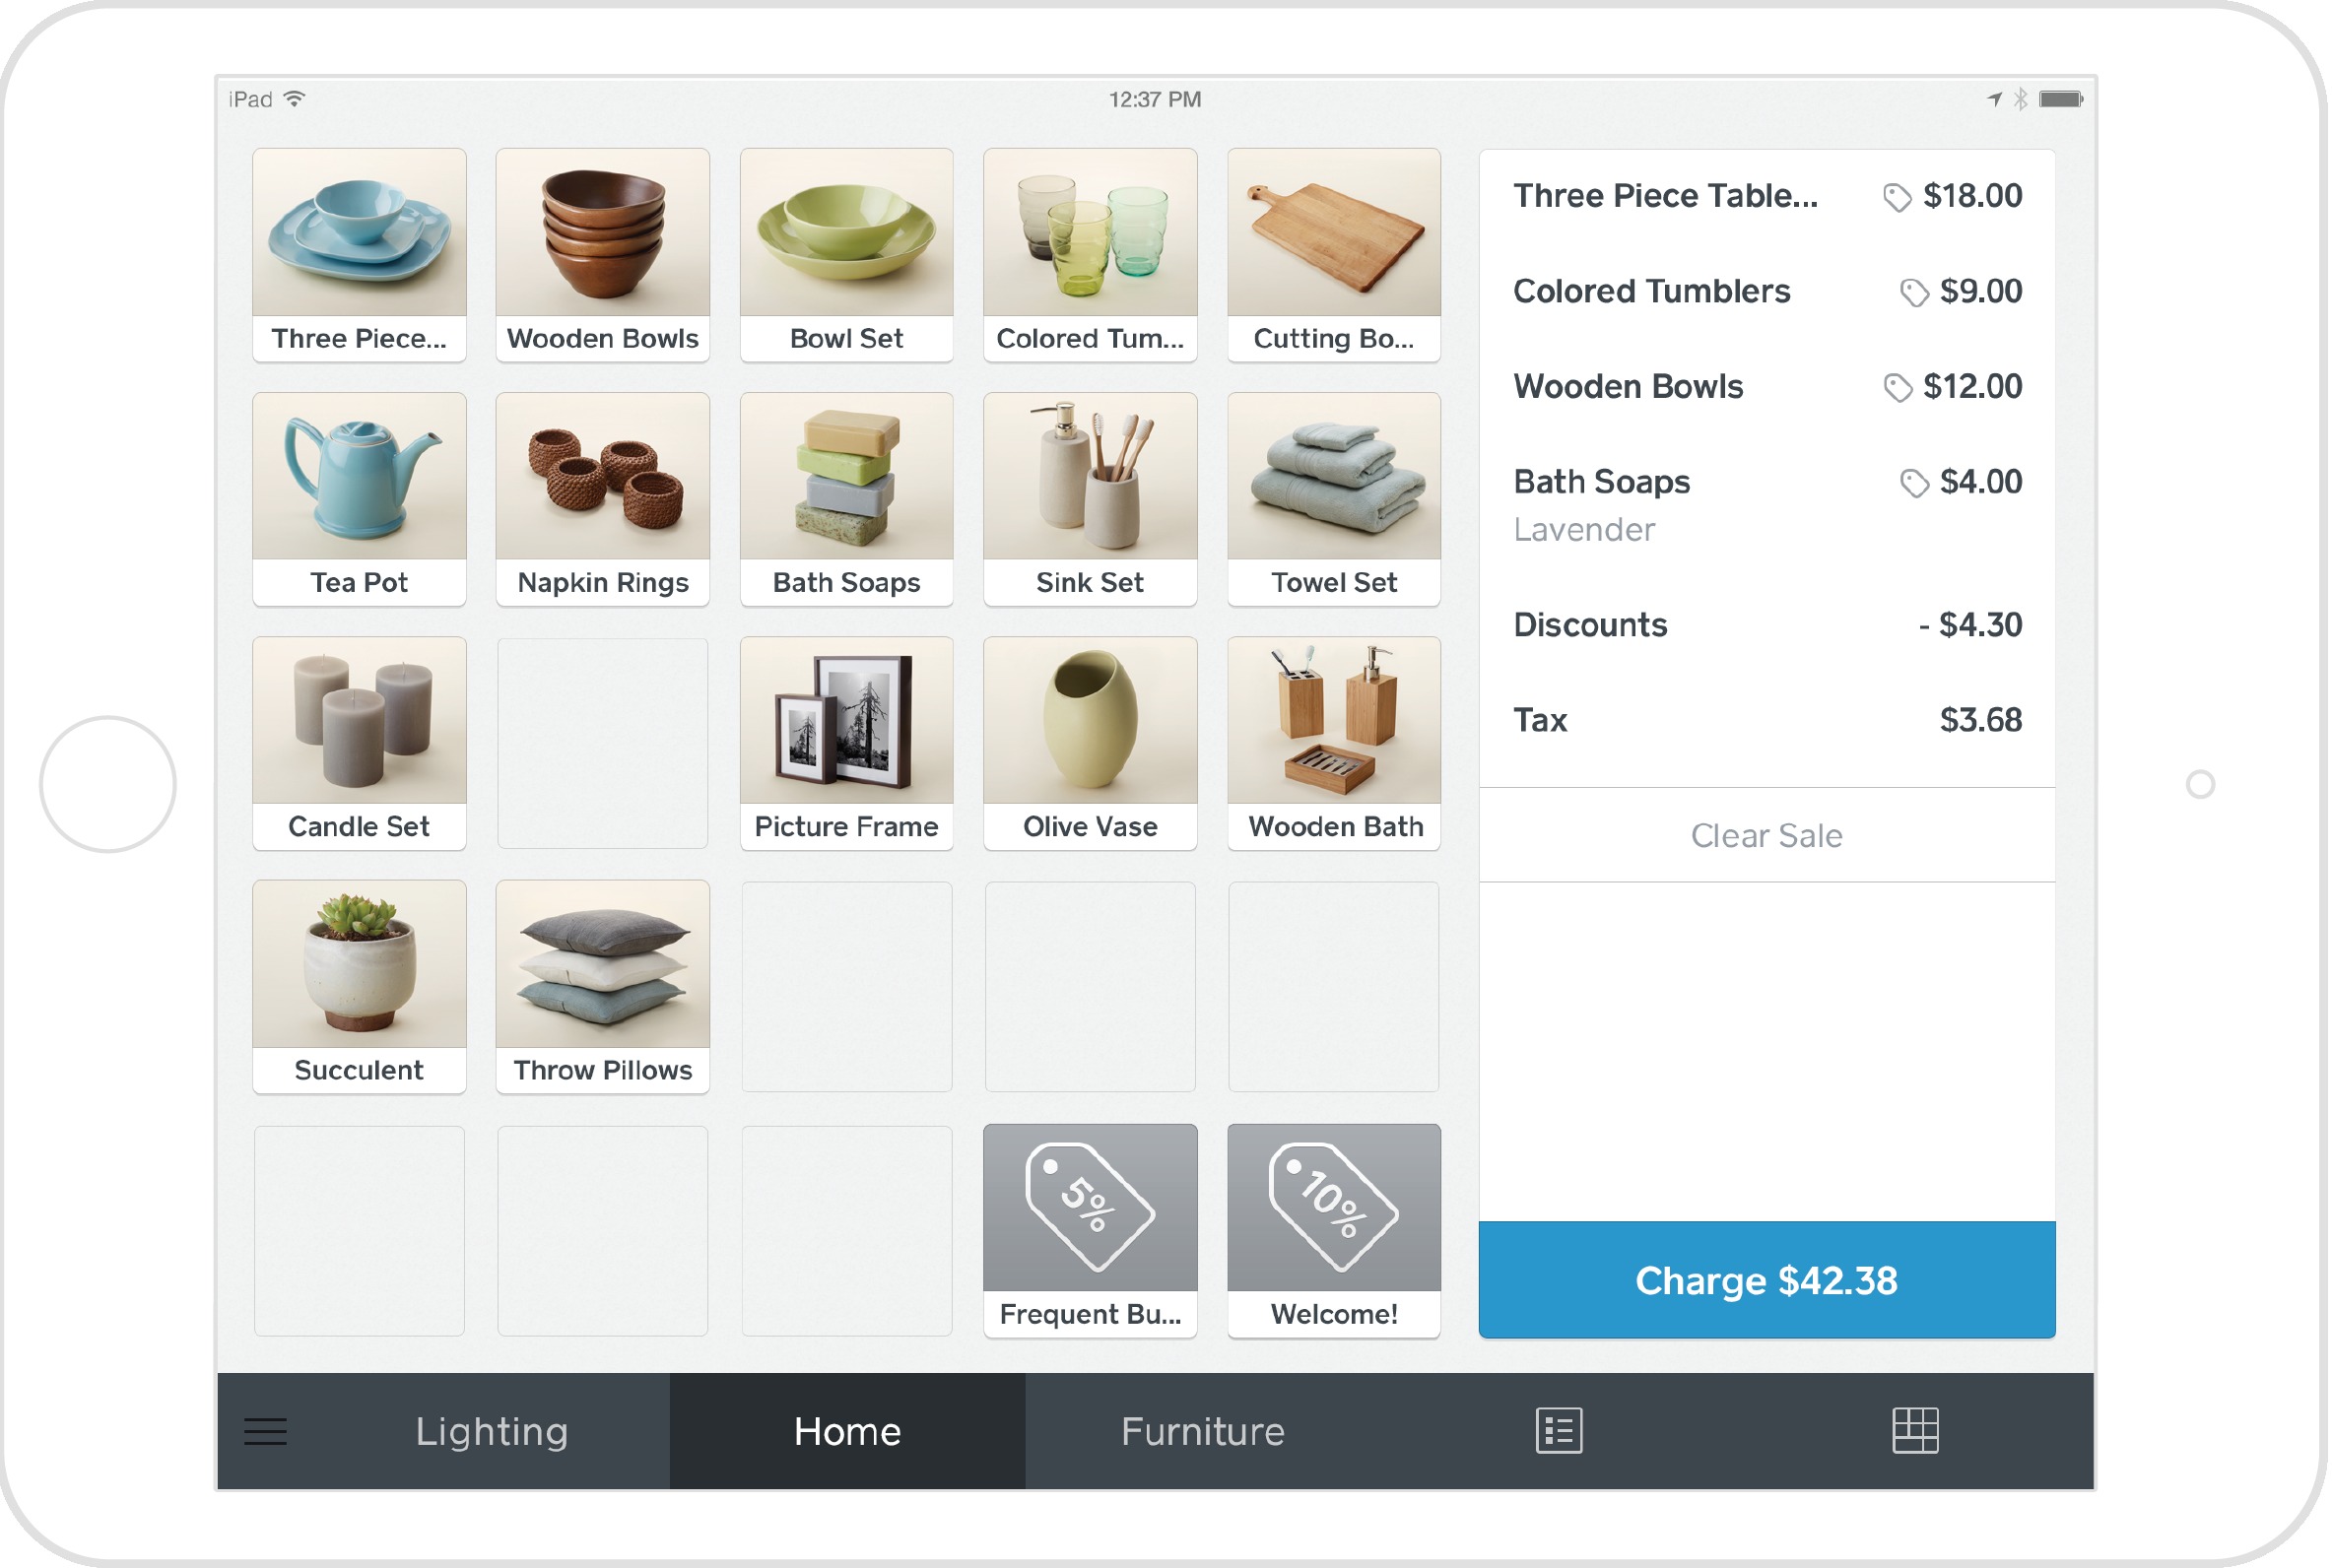 iPad
12:37 PM
Three Piece...
Wooden Bowls
Bowl Set
Colored Tum...
Cutting Bo...
Tea Pot
Napkin Rings
Bath Soaps
Sink Set
Towel Set
Candle Set
Picture Frame
Olive Vase
Wooden Bath
Succulent
Throw Pillows
5%
10%
Frequent Bu...
Welcome!
Three Piece Table... $18.00
Colored Tumblers $9.00
Wooden Bowls $12.00
Bath Soaps $4.00
Lavender
Discounts - $4.30
Tax $3.68
Clear Sale
Charge $42.38
Lighting
Home
Furniture